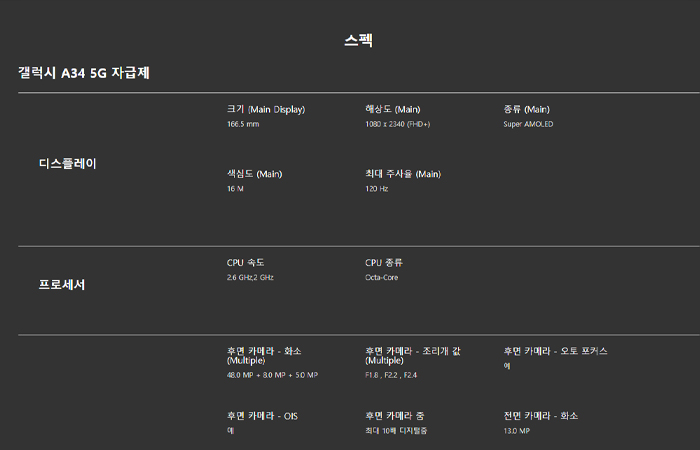 스펙
갤럭시 A34 5G 자급제
크기 (Main Display)
해상도 (Main)
종류 (Main)
166.5 mm
1080 x 2340 (FHD+)
Super AMOLED
디스플레이
색심도 (Main)
최대 주사율 (Main)
16 M
120 Hz
CPU 속도
CPU 종류
2.6 GHz,2 GHz
Octa-Core
프로세서
후면 카메라 - 화소
(Multiple)
후면 카메라 - 조리개 값
(Multiple)
후면 카메라 - 오토 포커스
48.0 MP + 8.0 MP + 5.0 MP
F1.8 , F2.2 , F2.4
예
후면 카메라 - OIS
후면 카메라 줌
전면 카메라 - 화소
예
최대 10배 디지털줌
13.0 MP